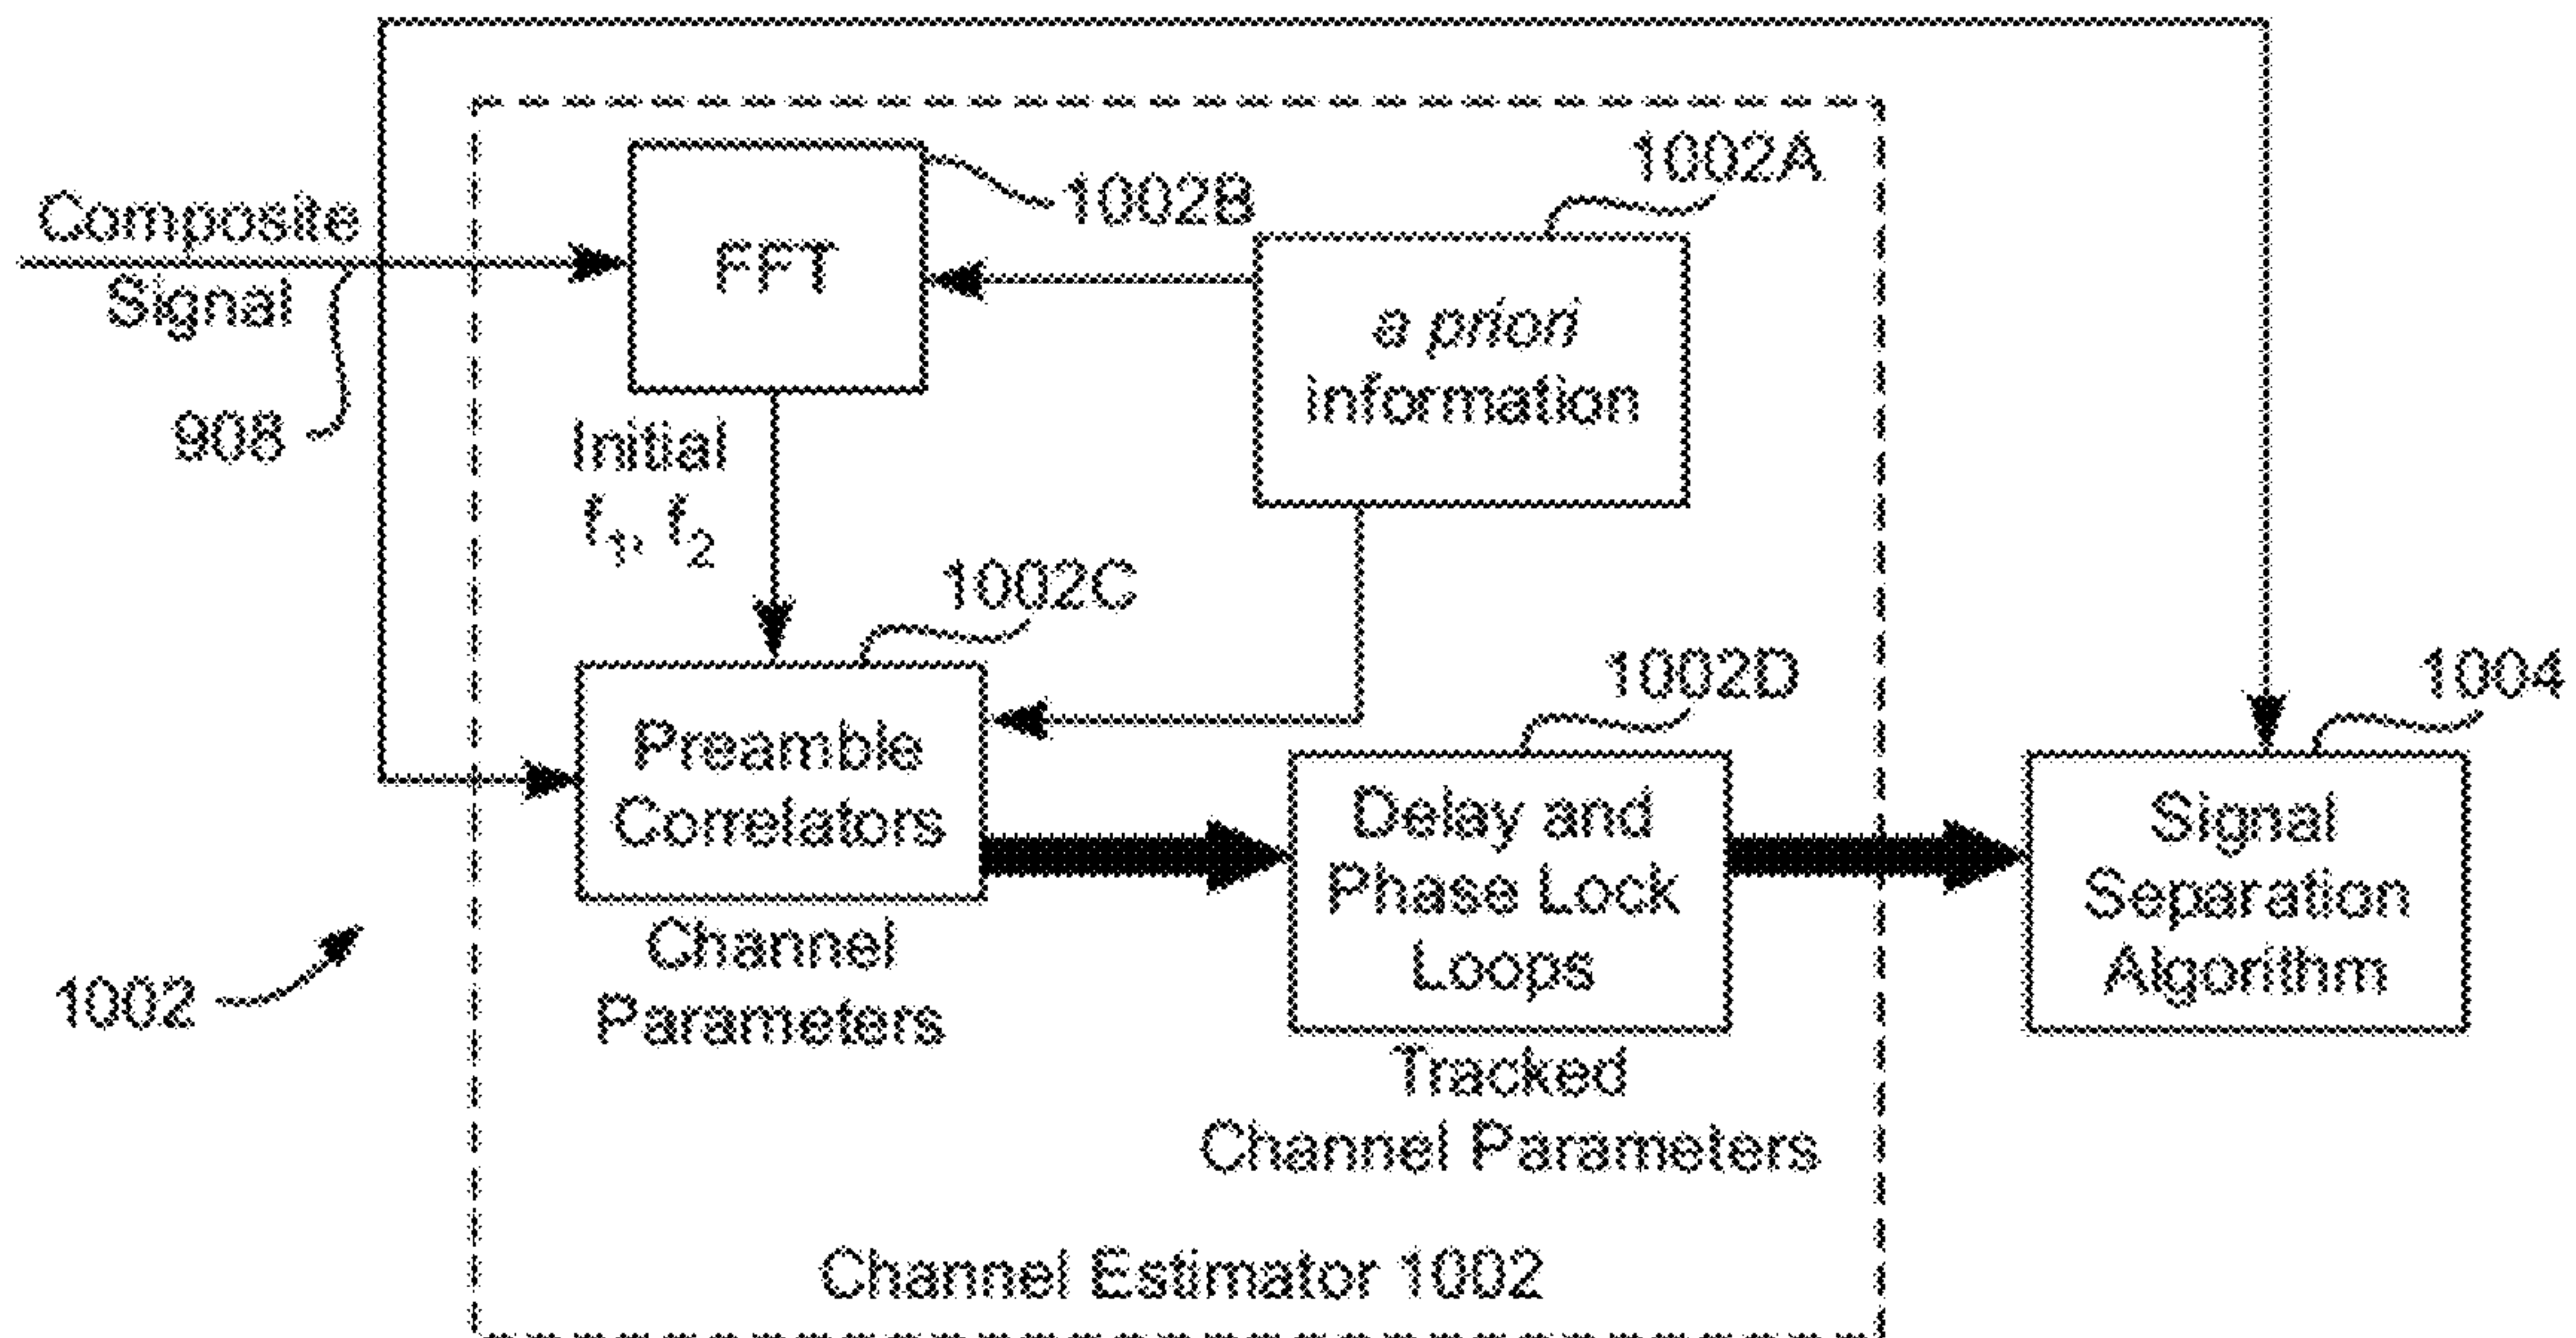 Composite
Signal
908
FFT
1002B
1002A
a priori
information
Initial
f₁, f₂
1002C
Preamble
Correlators
Channel
Parameters
1002D
Delay and
Phase Lock
Loops
Tracked
Channel Parameters
1004
Signal
Separation
Algorithm
1002
Channel Estimator 1002